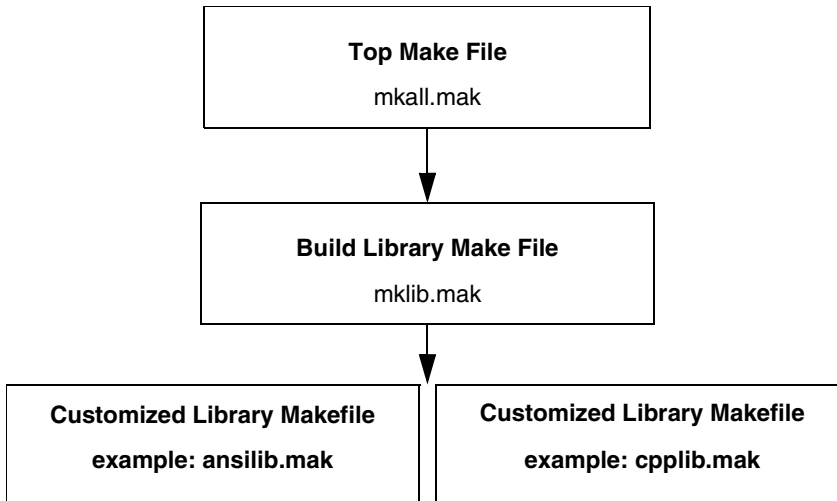 Top Make File
mkall.mak
Build Library Make File
mklib.mak
Customized Library Makefile
example: ansilib.mak
Customized Library Makefile
example: cpplib.mak